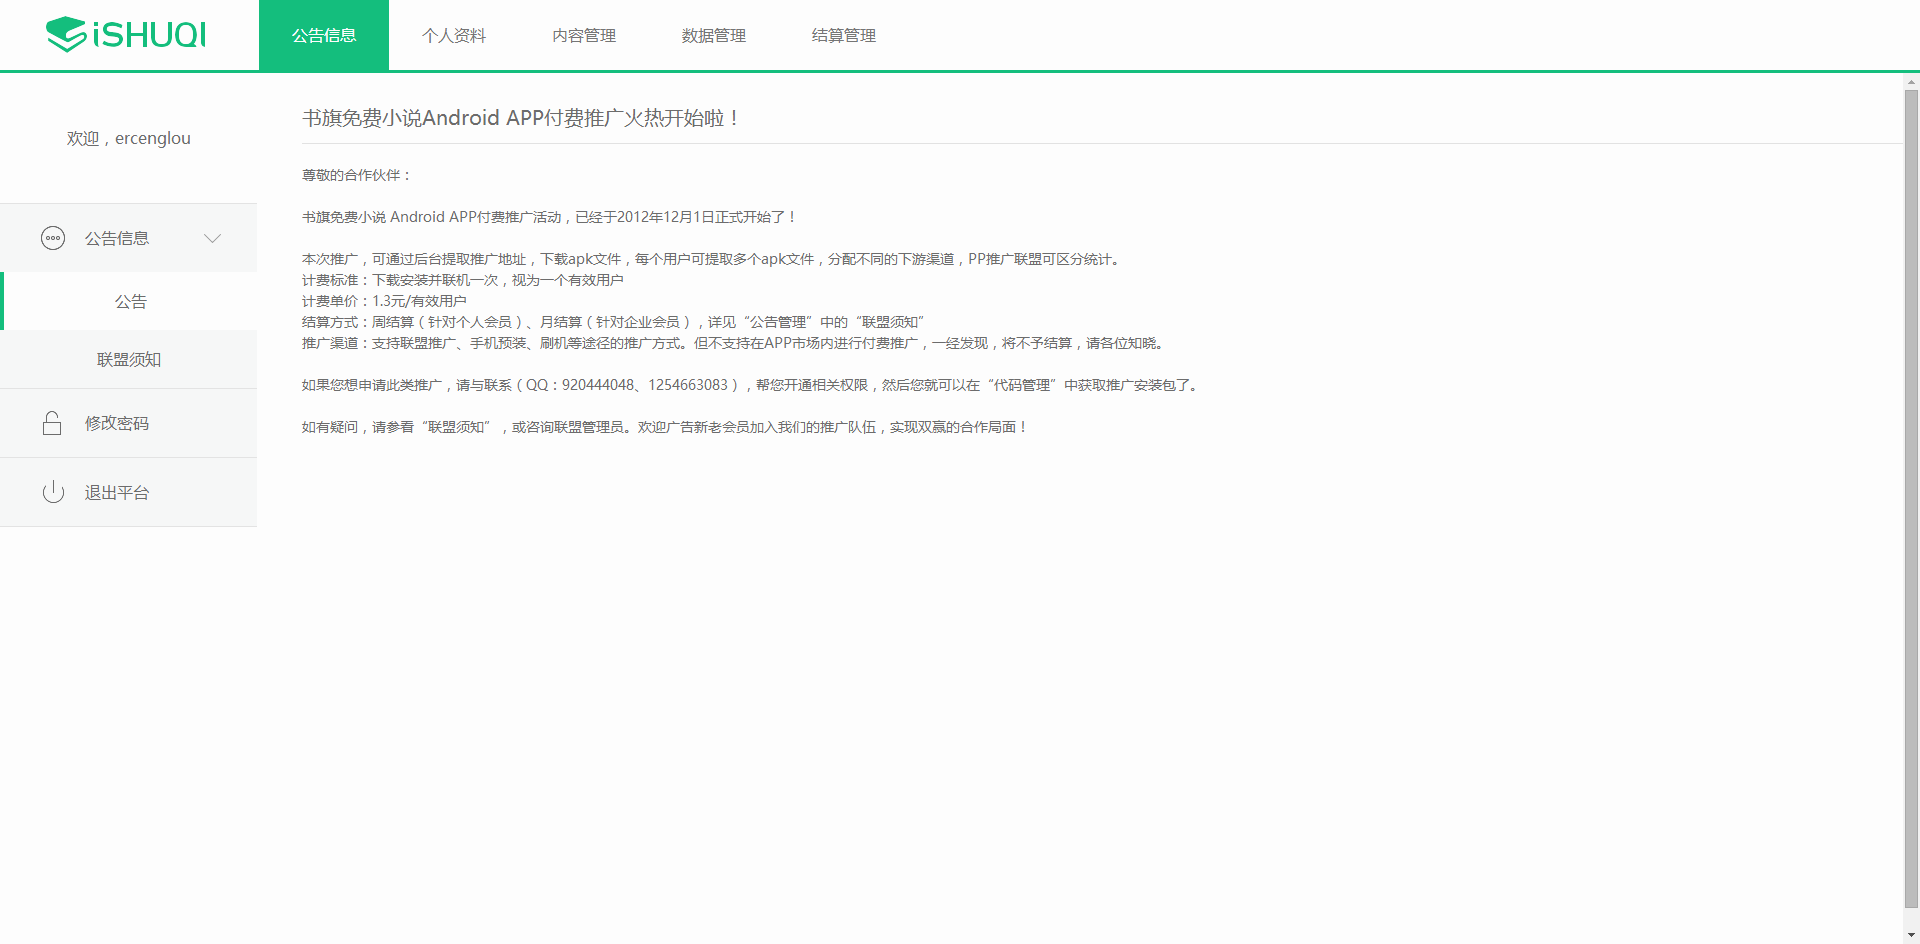 iSHUQI
公告信息
个人资料
内容管理
数据管理
结算管理
欢迎，ercenglou
公告信息
公告
联盟须知
修改密码
退出平台
书旗免费小说Android APP付费推广火热开始啦！
尊敬的合作伙伴：
书旗免费小说 Android APP付费推广活动，已经于2012年12月1日正式开始了！
本次推广，可通过后台提取推广地址，下载apk文件，每个用户可提取多个apk文件，分配不同的下游渠道，PP推广联盟可区分统计。
计费标准：下载安装并联机一次，视为一个有效用户
计费单价：1.3元/有效用户
结算方式：周结算（针对个人会员）、月结算（针对企业会员），详见“公告管理”中的“联盟须知”
推广渠道：支持联盟推广、手机预装、刷机等途径的推广方式。但不支持在APP市场内进行付费推广，一经发现，将不予结算，请各位知晓。
如果您想申请此类推广，请与联系（QQ：920444048、1254663083），帮您开通相关权限，然后您就可以在“代码管理”中获取推广安装包了。
如有疑问，请参看“联盟须知”，或咨询联盟管理员。欢迎广告新老会员加入我们的推广队伍，实现双赢的合作局面！